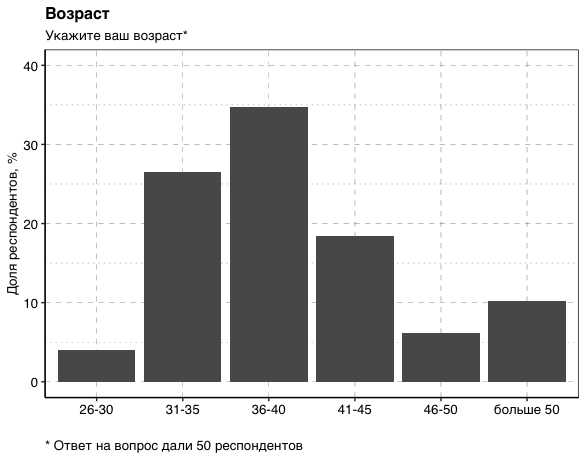 Возраст
Укажите ваш возраст*
Доля респондентов, %
40
30
20
10
0
26-30
31-35
36-40
41-45
46-50
больше 50
* Ответ на вопрос дали 50 респондентов